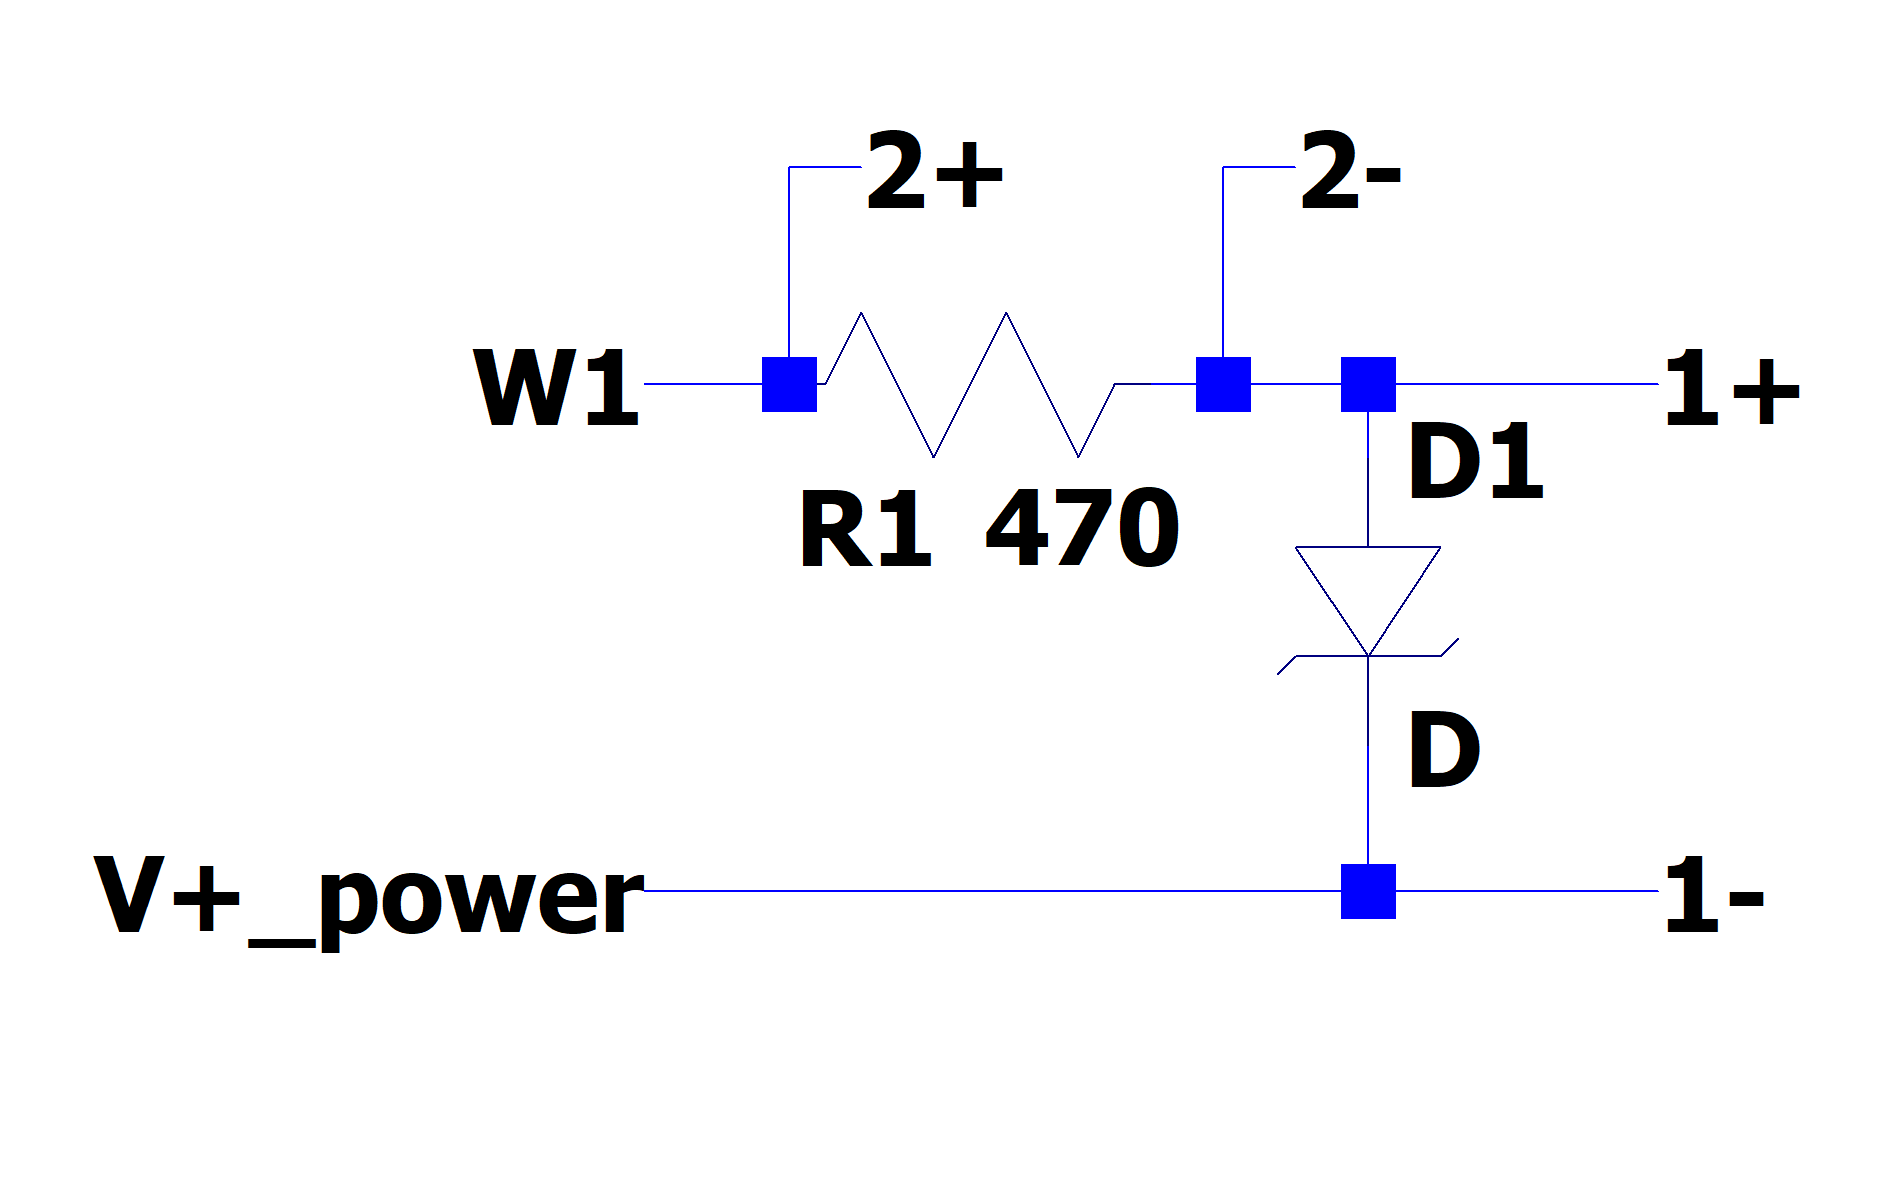 2+ 2-
W1 1+
D1
R1 470
D
V+_power 1-